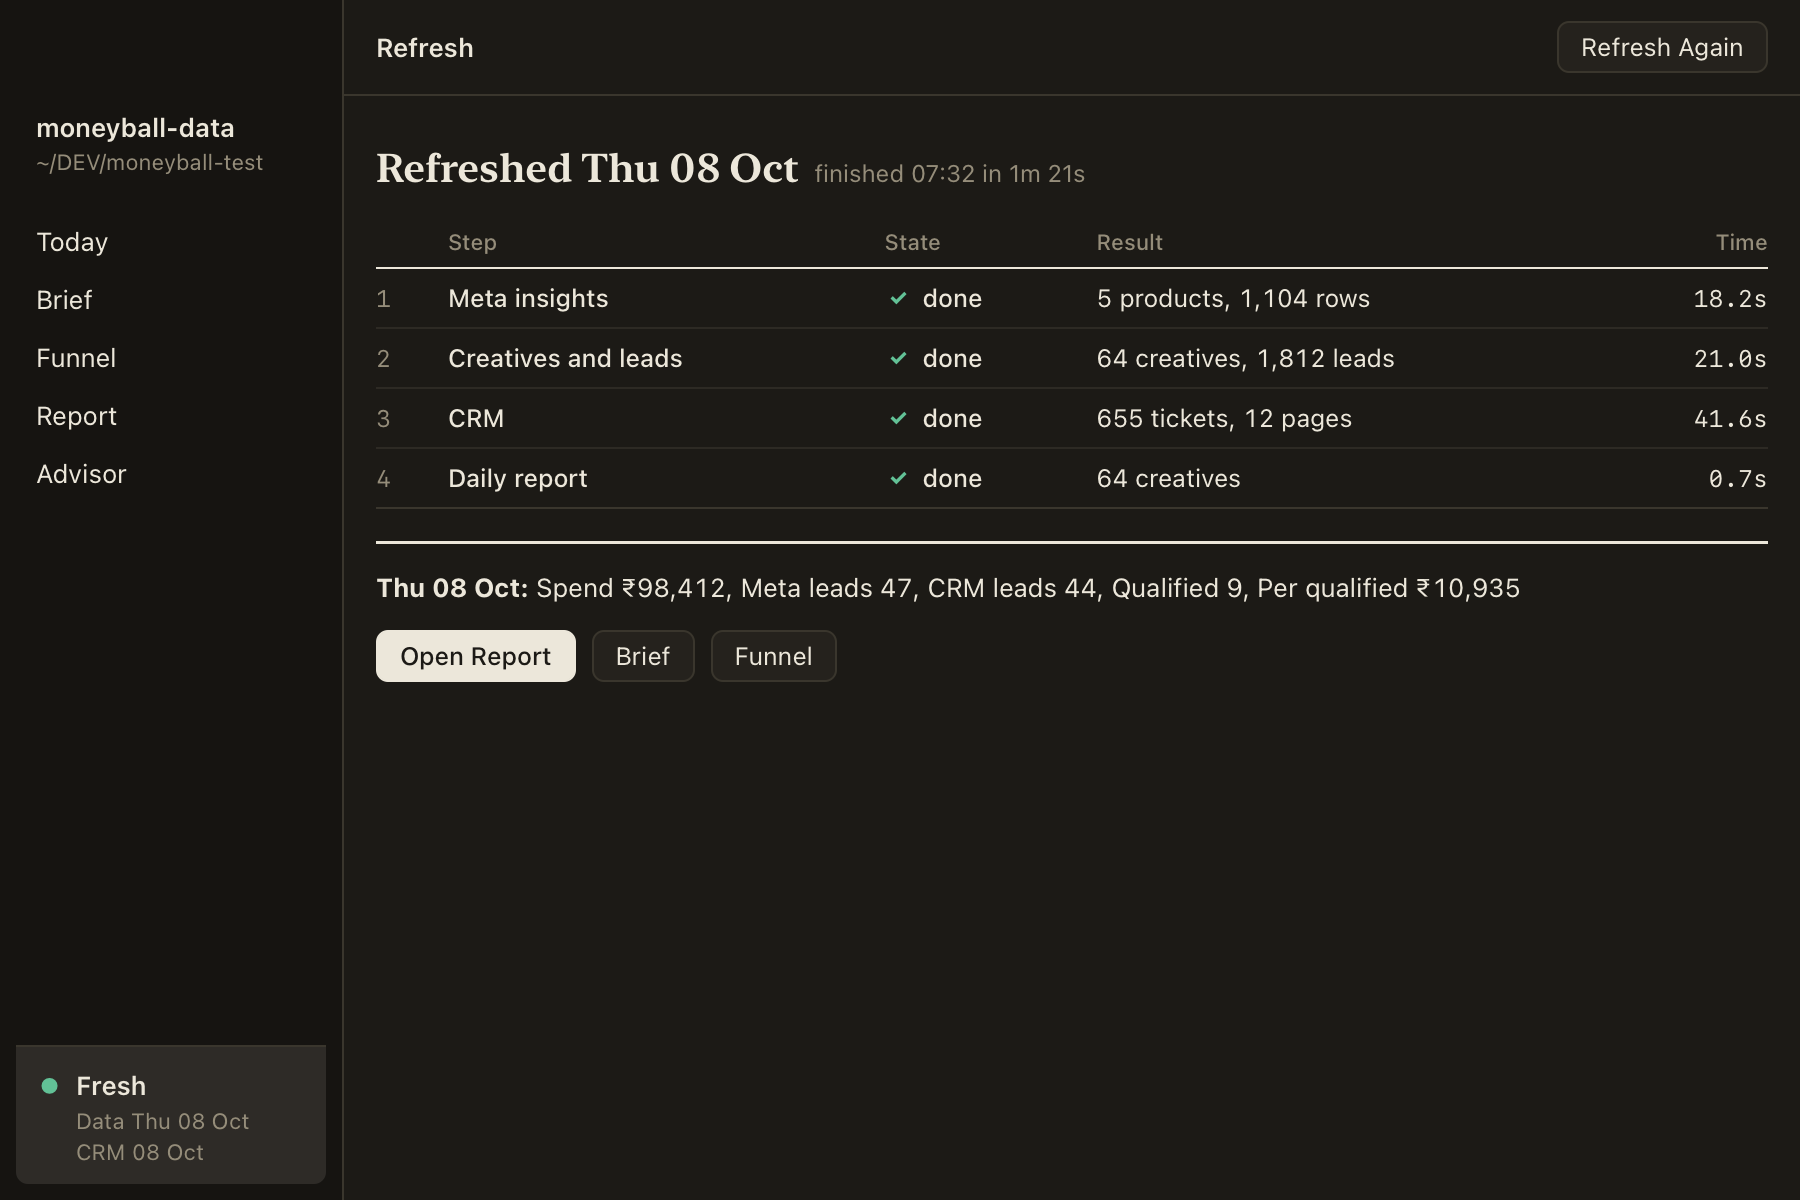 Refresh
Refresh Again
moneyball-data
~/DEV/moneyball-test
Today
Brief
Funnel
Report
Advisor
Refreshed Thu 08 Oct finished 07:32 in 1m 21s
Step State Result Time
1 Meta insights ✓ done 5 products, 1,104 rows 18.2s
2 Creatives and leads ✓ done 64 creatives, 1,812 leads 21.0s
3 CRM ✓ done 655 tickets, 12 pages 41.6s
4 Daily report ✓ done 64 creatives 0.7s
Thu 08 Oct: Spend ₹98,412, Meta leads 47, CRM leads 44, Qualified 9, Per qualified ₹10,935
Open Report Brief Funnel
Fresh
Data Thu 08 Oct
CRM 08 Oct